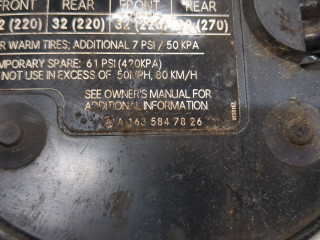 FRONT REAR FRONT REAR
2 (220) 32 (220) 32 (220) (270)
R WARM TIRES; ADDITIONAL 7 PSI / 50 KPA
MPORARY SPARE: 61 PSI (420KPA)
NOT USE IN EXCESS OF 50MPH, 80 KM/H
SEE OWNER'S MANUAL FOR
ADDITIONAL INFORMATION.
A 163 584 78 26